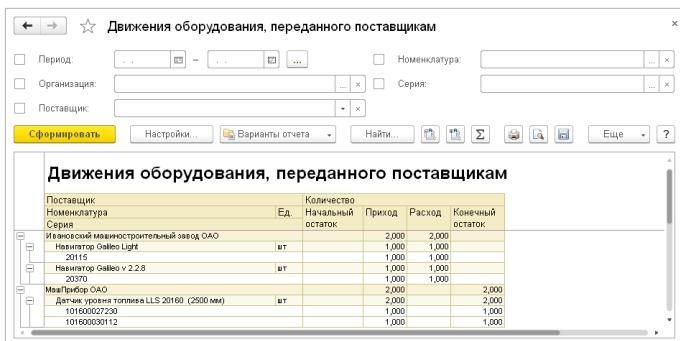 Движения оборудования, переданного поставщикам
Период: . . – . . ... Номенклатура:
Организация: Серия:
Поставщик:
Сформировать Настройки... Варианты отчета Найти... Σ Еще ?
Движения оборудования, переданного поставщикам
Поставщик Количество
Номенклатура Ед. Начальный остаток Приход Расход Конечный остаток
Серия
Ивановский машиностроительный завод ОАО 2,000 2,000
Навигатор Galileo Light шт 1,000 1,000
20115 1,000 1,000
Навигатор Galileo v 2.2.8 шт 1,000 1,000
20370 1,000 1,000
МашПрибор ОАО 2,000 2,000
Датчик уровня топлива LLS 20160 (2500 мм) шт 2,000 2,000
101600027230 1,000 1,000
101600030112 1,000 1,000